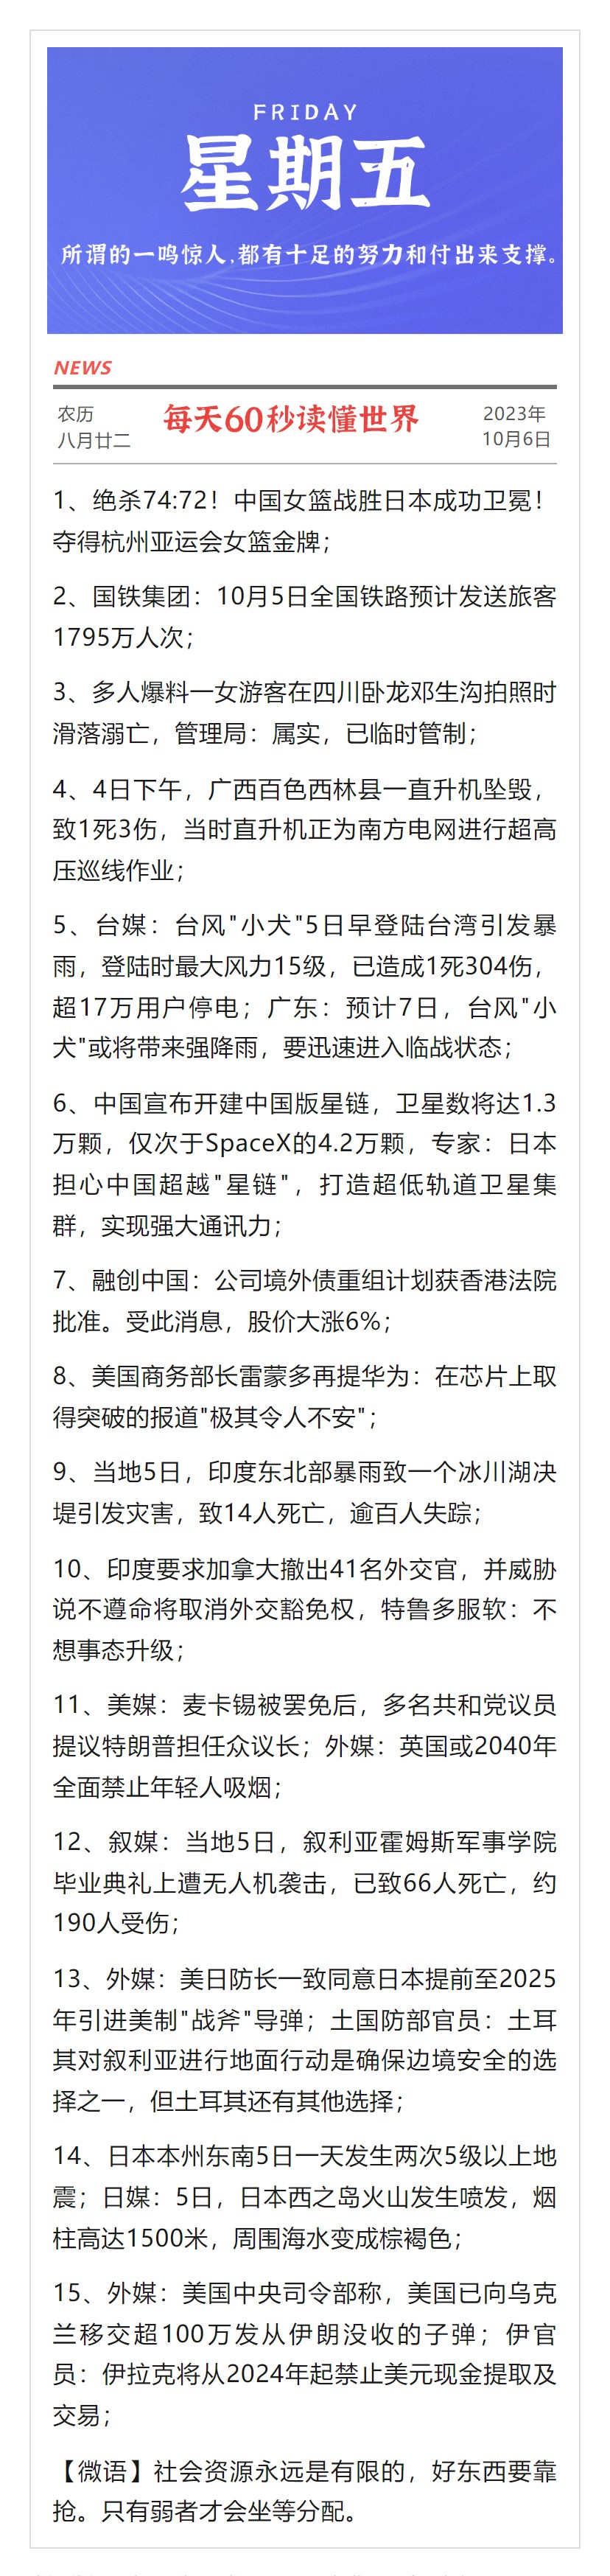 FRIDAY
星期五
所谓的一鸣惊人,都有十足的努力和付出来支撑。
NEWS
农历
八月廿二
每天60秒读懂世界
2023年
10月6日
1、绝杀74:72！中国女篮战胜日本成功卫冕！
夺得杭州亚运会女篮金牌；
2、国铁集团：10月5日全国铁路预计发送旅客
1795万人次；
3、多人爆料一女游客在四川卧龙邓生沟拍照时
滑落溺亡，管理局：属实，已临时管制；
4、4日下午，广西百色西林县一直升机坠毁，
致1死3伤，当时直升机正为南方电网进行超高
压巡线作业；
5、台媒：台风"小犬"5日早登陆台湾引发暴
雨，登陆时最大风力15级，已造成1死304伤，
超17万用户停电；广东：预计7日，台风"小
犬"或将带来强降雨，要迅速进入临战状态；
6、中国宣布开建中国版星链，卫星数将达1.3
万颗，仅次于SpaceX的4.2万颗，专家：日本
担心中国超越"星链"，打造超低轨道卫星集
群，实现强大通讯力；
7、融创中国：公司境外债重组计划获香港法院
批准。受此消息，股价大涨6%；
8、美国商务部长雷蒙多再提华为：在芯片上取
得突破的报道"极其令人不安"；
9、当地5日，印度东北部暴雨致一个冰川湖决
堤引发灾害，致14人死亡，逾百人失踪；
10、印度要求加拿大撤出41名外交官，并威胁
说不遵命将取消外交豁免权，特鲁多服软：不
想事态升级；
11、美媒：麦卡锡被罢免后，多名共和党议员
提议特朗普担任众议长；外媒：英国或2040年
全面禁止年轻人吸烟；
12、叙媒：当地5日，叙利亚霍姆斯军事学院
毕业典礼上遭无人机袭击，已致66人死亡，约
190人受伤；
13、外媒：美日防长一致同意日本提前至2025
年引进美制"战斧"导弹；土国防部官员：土耳
其对叙利亚进行地面行动是确保边境安全的选
择之一，但土耳其还有其他选择；
14、日本本州东南5日一天发生两次5级以上地
震；日媒：5日，日本西之岛火山发生喷发，烟
柱高达1500米，周围海水变成棕褐色；
15、外媒：美国中央司令部称，美国已向乌克
兰移交超100万发从伊朗没收的子弹；伊官
员：伊拉克将从2024年起禁止美元现金提取及
交易；
【微语】社会资源永远是有限的，好东西要靠
抢。只有弱者才会坐等分配。